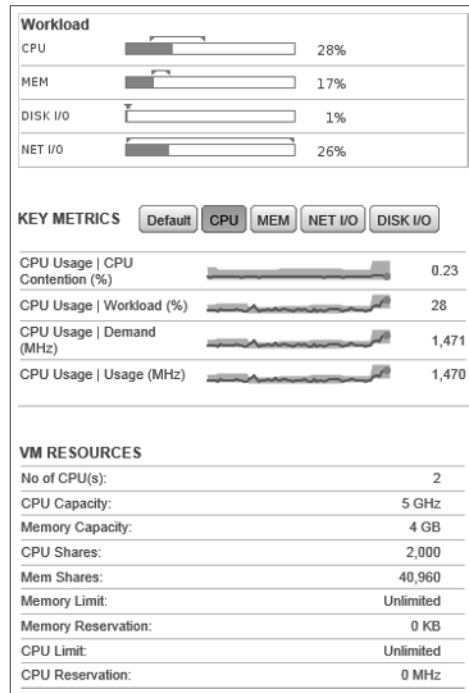 Workload
CPU 28%
MEM 17%
DISK I/O 1%
NET I/O 26%
KEY METRICS Default CPU MEM NET I/O DISK I/O
CPU Usage | CPU
Contention (%) 0.23
CPU Usage | Workload (%) 28
CPU Usage | Demand
(MHz) 1,471
CPU Usage | Usage (MHz) 1,470
VM RESOURCES
No of CPU(s): 2
CPU Capacity: 5 GHz
Memory Capacity: 4 GB
CPU Shares: 2,000
Mem Shares: 40,960
Memory Limit: Unlimited
Memory Reservation: 0 KB
CPU Limit: Unlimited
CPU Reservation: 0 MHz